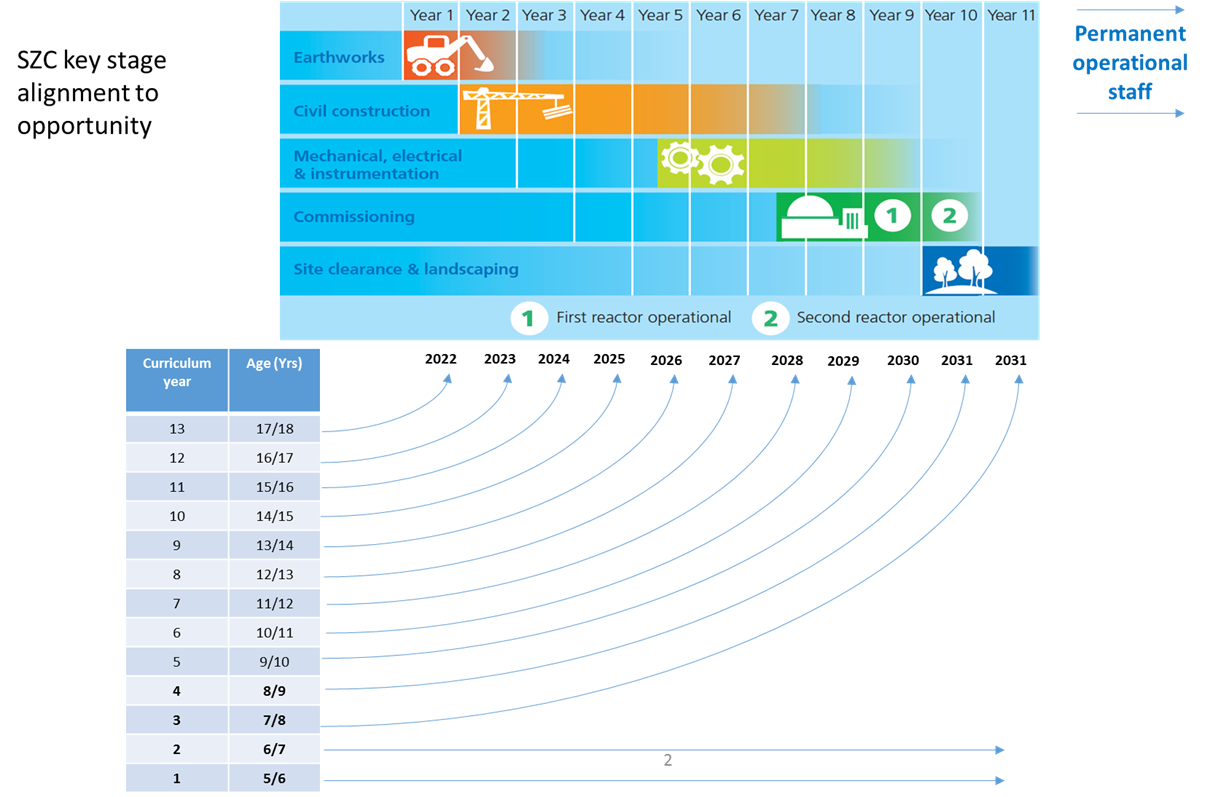 SZC key stage
alignment to
opportunity
Year 1 Year 2 Year 3 Year 4 Year 5 Year 6 Year 7 Year 8 Year 9 Year 10 Year 11
Earthworks
Civil construction
Mechanical, electrical
& instrumentation
Commissioning
1 2
Site clearance & landscaping
1 First reactor operational 2 Second reactor operational
Permanent
operational
staff
2022 2023 2024 2025 2026 2027 2028 2029 2030 2031 2031
Curriculum Age (Yrs)
year
13 17/18
12 16/17
11 15/16
10 14/15
9 13/14
8 12/13
7 11/12
6 10/11
5 9/10
4 8/9
3 7/8
2 6/7
2
1 5/6